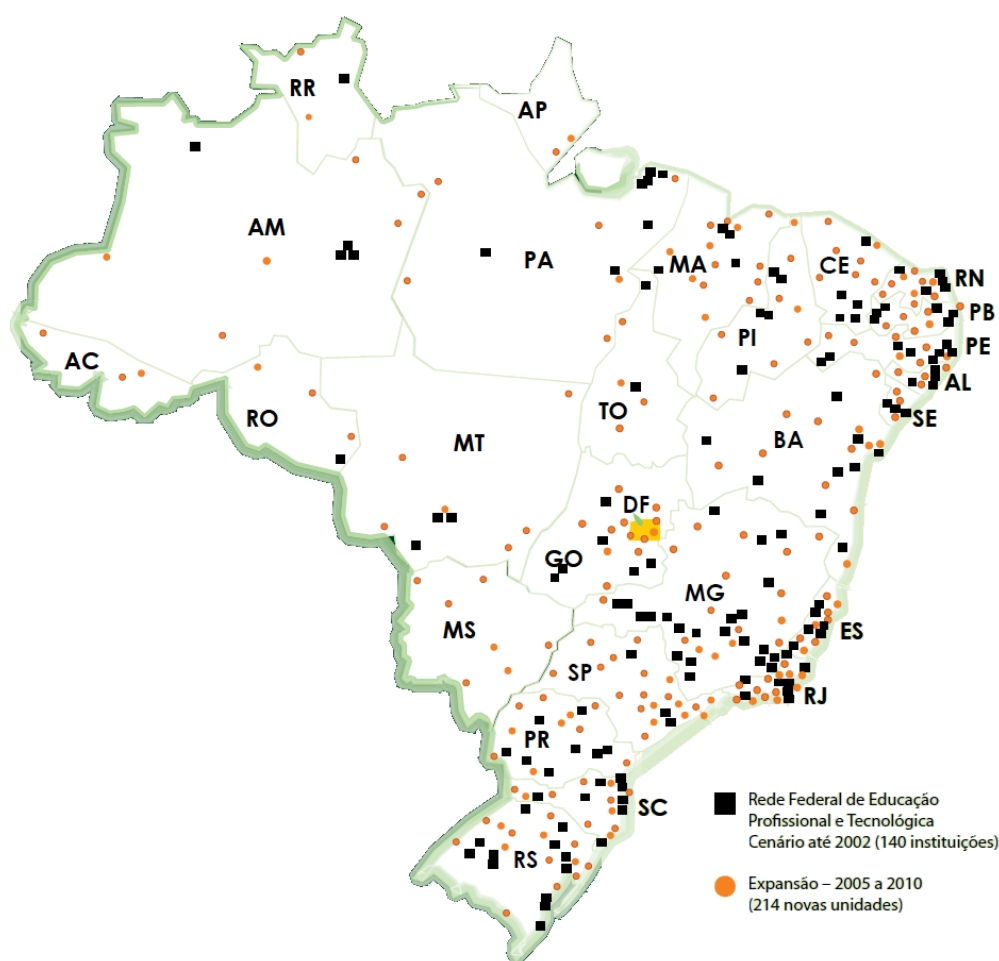 RR
AP
AM
PA
MA
CE
RN
PB
PI
PE
AC
AL
TO
SE
RO
MT
BA
DF
GO
MG
MS
ES
SP
RJ
PR
SC
RS
Rede Federal de Educação
Profissional e Tecnológica
Cenário até 2002 (140 instituições)
Expansão – 2005 a 2010
(214 novas unidades)